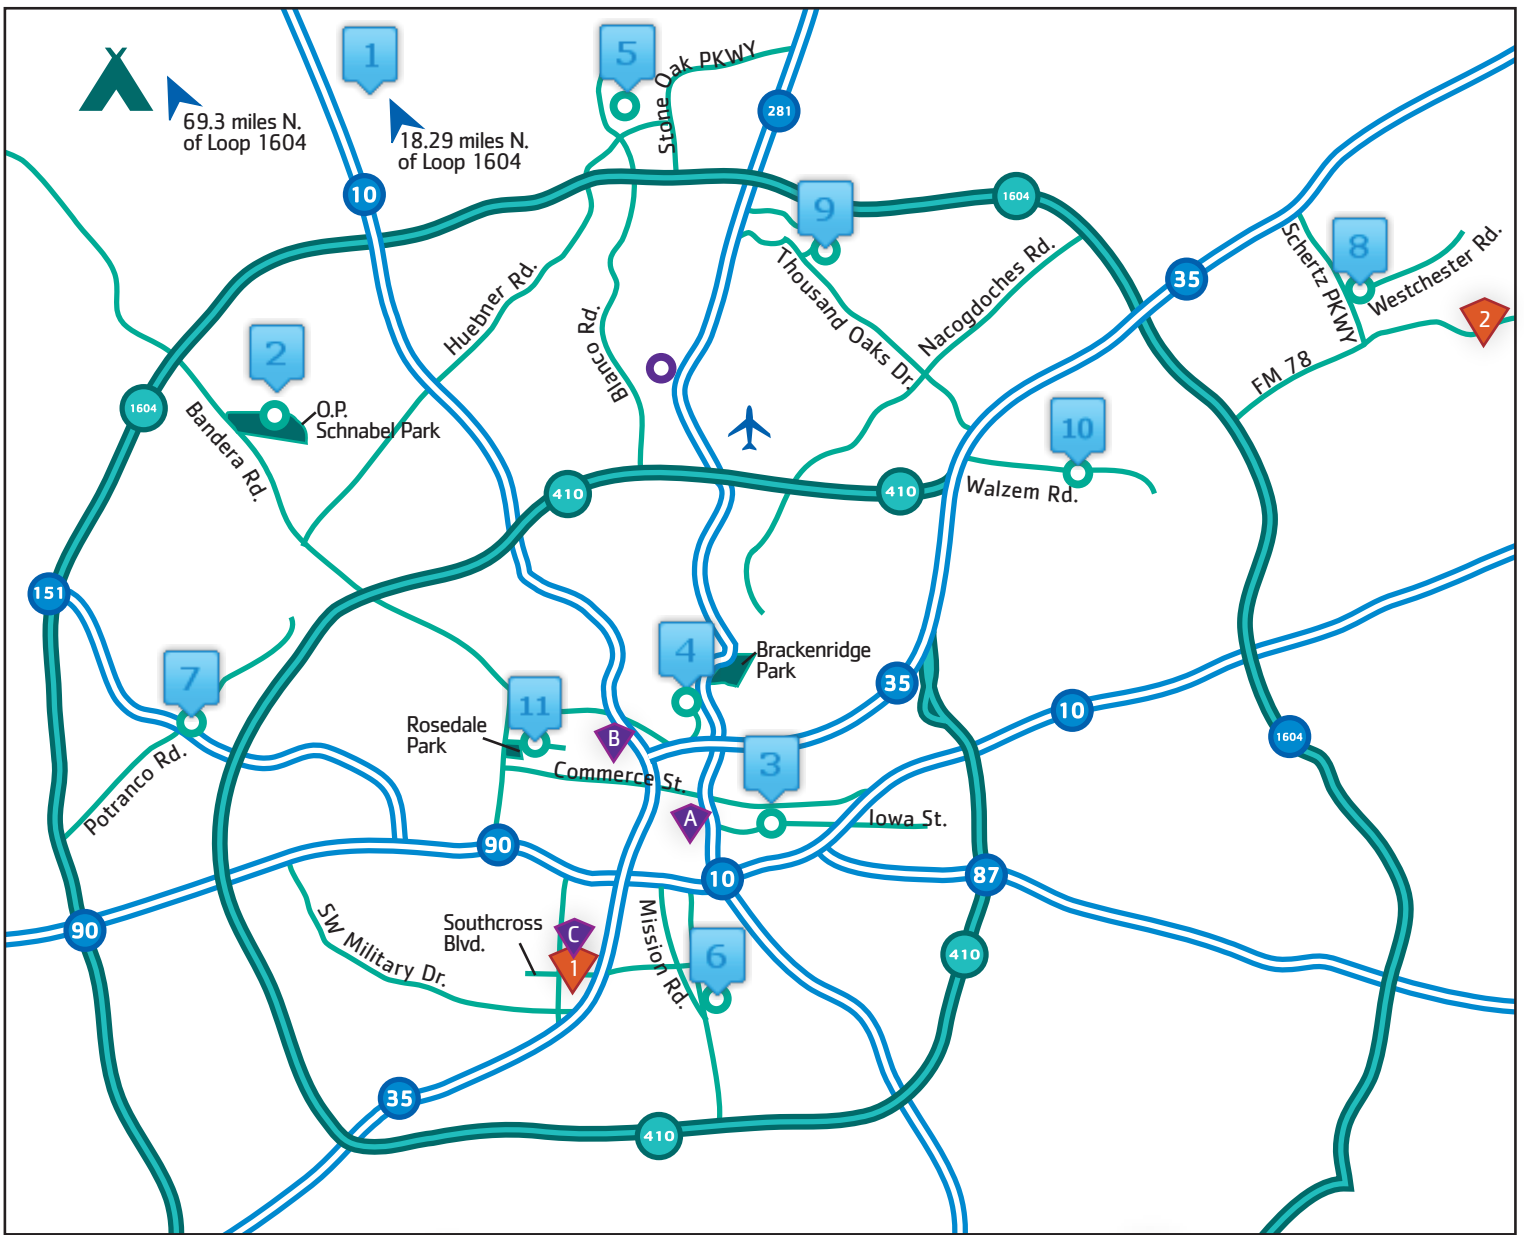 1
69.3 miles N.
of Loop 1604
18.29 miles N.
of Loop 1604
5
Stone Oak PKWY
281
10
9
1604
35
8
Schertz PKWY
Westchester Rd.
2
FM 78
Thousand Oaks Dr.
Nacogdoches Rd.
Huebner Rd.
Blanco Rd.
2
O.P.
Schnabel Park
1604
Bandera Rd.
10
Walzem Rd.
410
410
151
4
Brackenridge
Park
7
Potranco Rd.
11
Rosedale
Park
B
Commerce St.
3
35
10
1604
A
Iowa St.
90
10
87
90
SW Military Dr.
Southcross
Blvd.
C
1
Mission Rd.
6
410
35
410